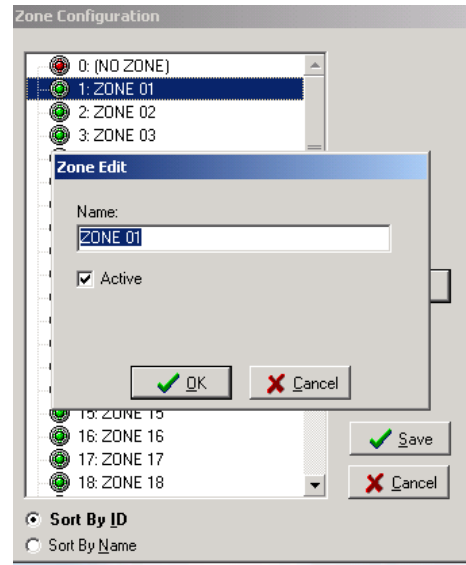 Zone Configuration
0: (NO ZONE)
1: ZONE 01
2: ZONE 02
3: ZONE 03
Zone Edit
Name:
ZONE 01
Active
OK
Cancel
15: ZONE 15
16: ZONE 16
17: ZONE 17
18: ZONE 18
Save
Cancel
Sort By ID
Sort By Name